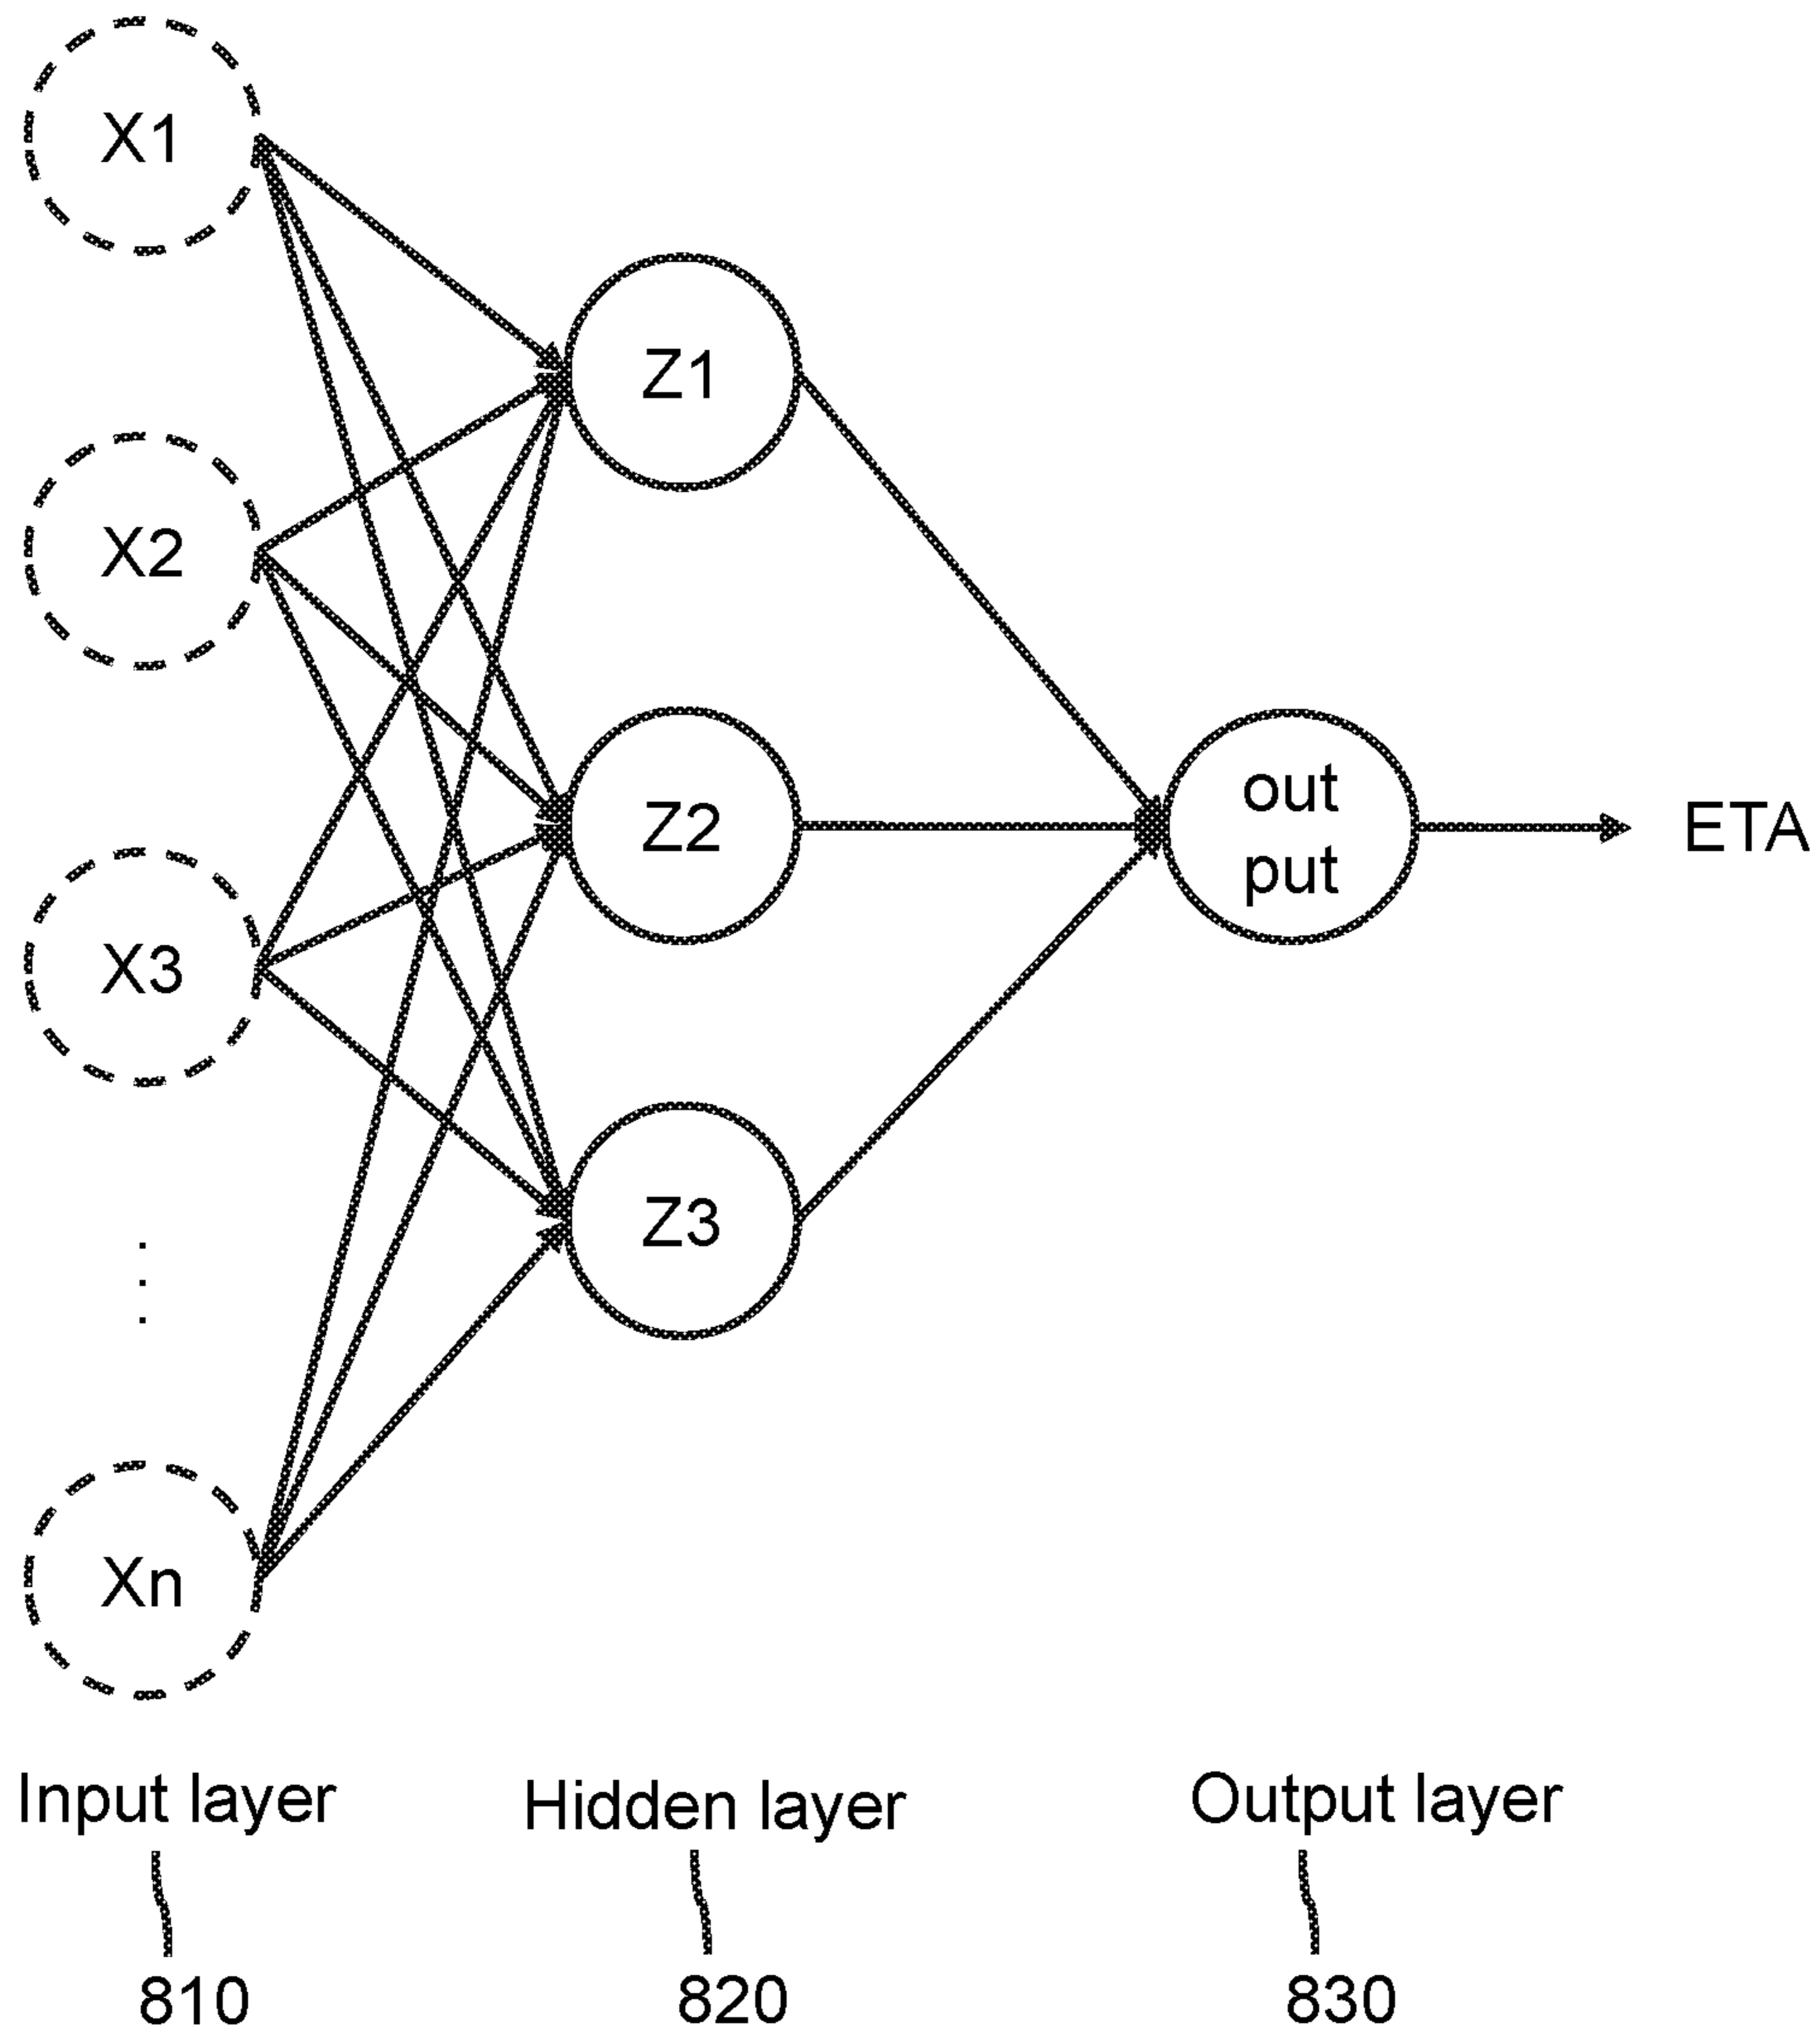 X1
X2
X3
Xn
Z1
Z2
Z3
out
put
ETA
Input layer
Hidden layer
Output layer
810
820
830